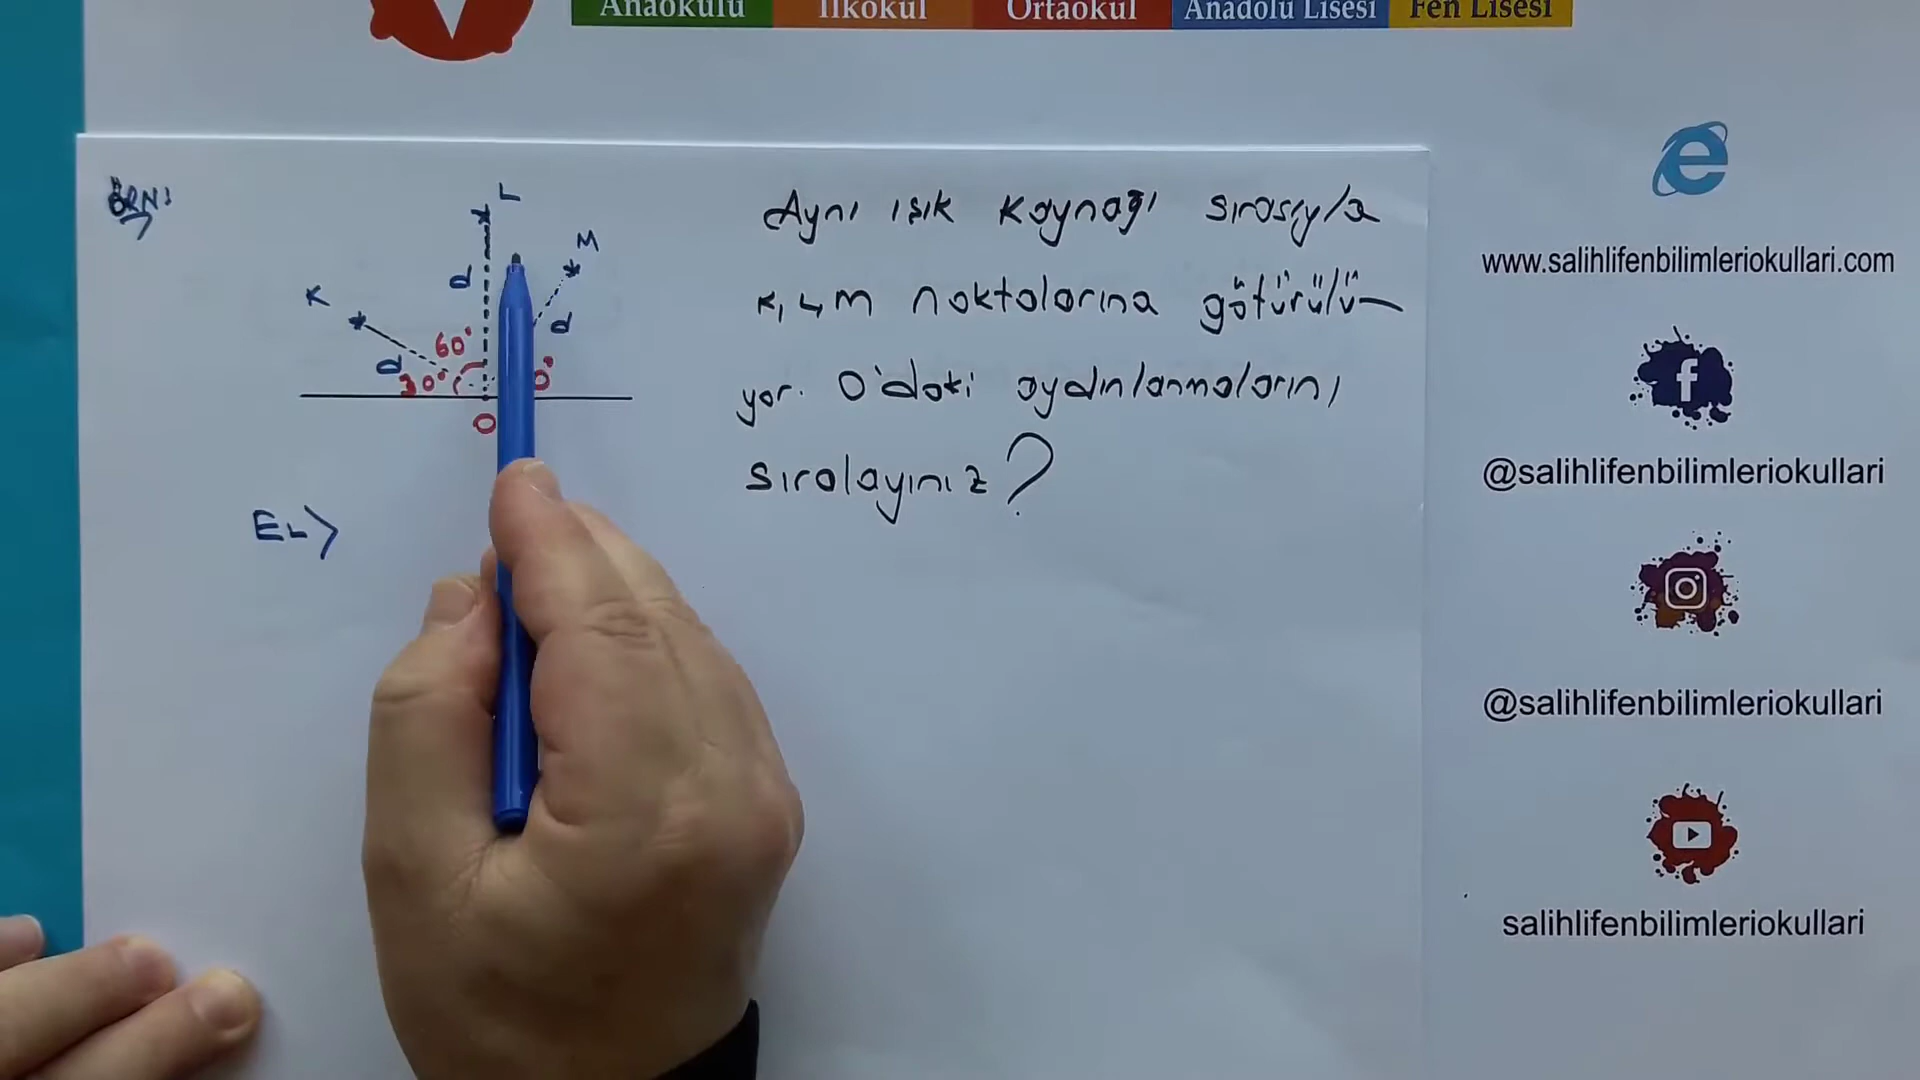 Anaokulu İlkokul Ortaokul Anadolu Lisesi Fen Lisesi
ÖRN:
L
M
K
d
d
d
60°
30°
0°
O
EL>
Aynı ışık kaynağı sırasıyla
K, L, M noktalarına götürülü-
yor. O'daki aydınlanmalarını
sıralayınız?
www.salihlifenbilimleriokullari.com
@salihlifenbilimleriokullari
@salihlifenbilimleriokullari
salihlifenbilimleriokullari